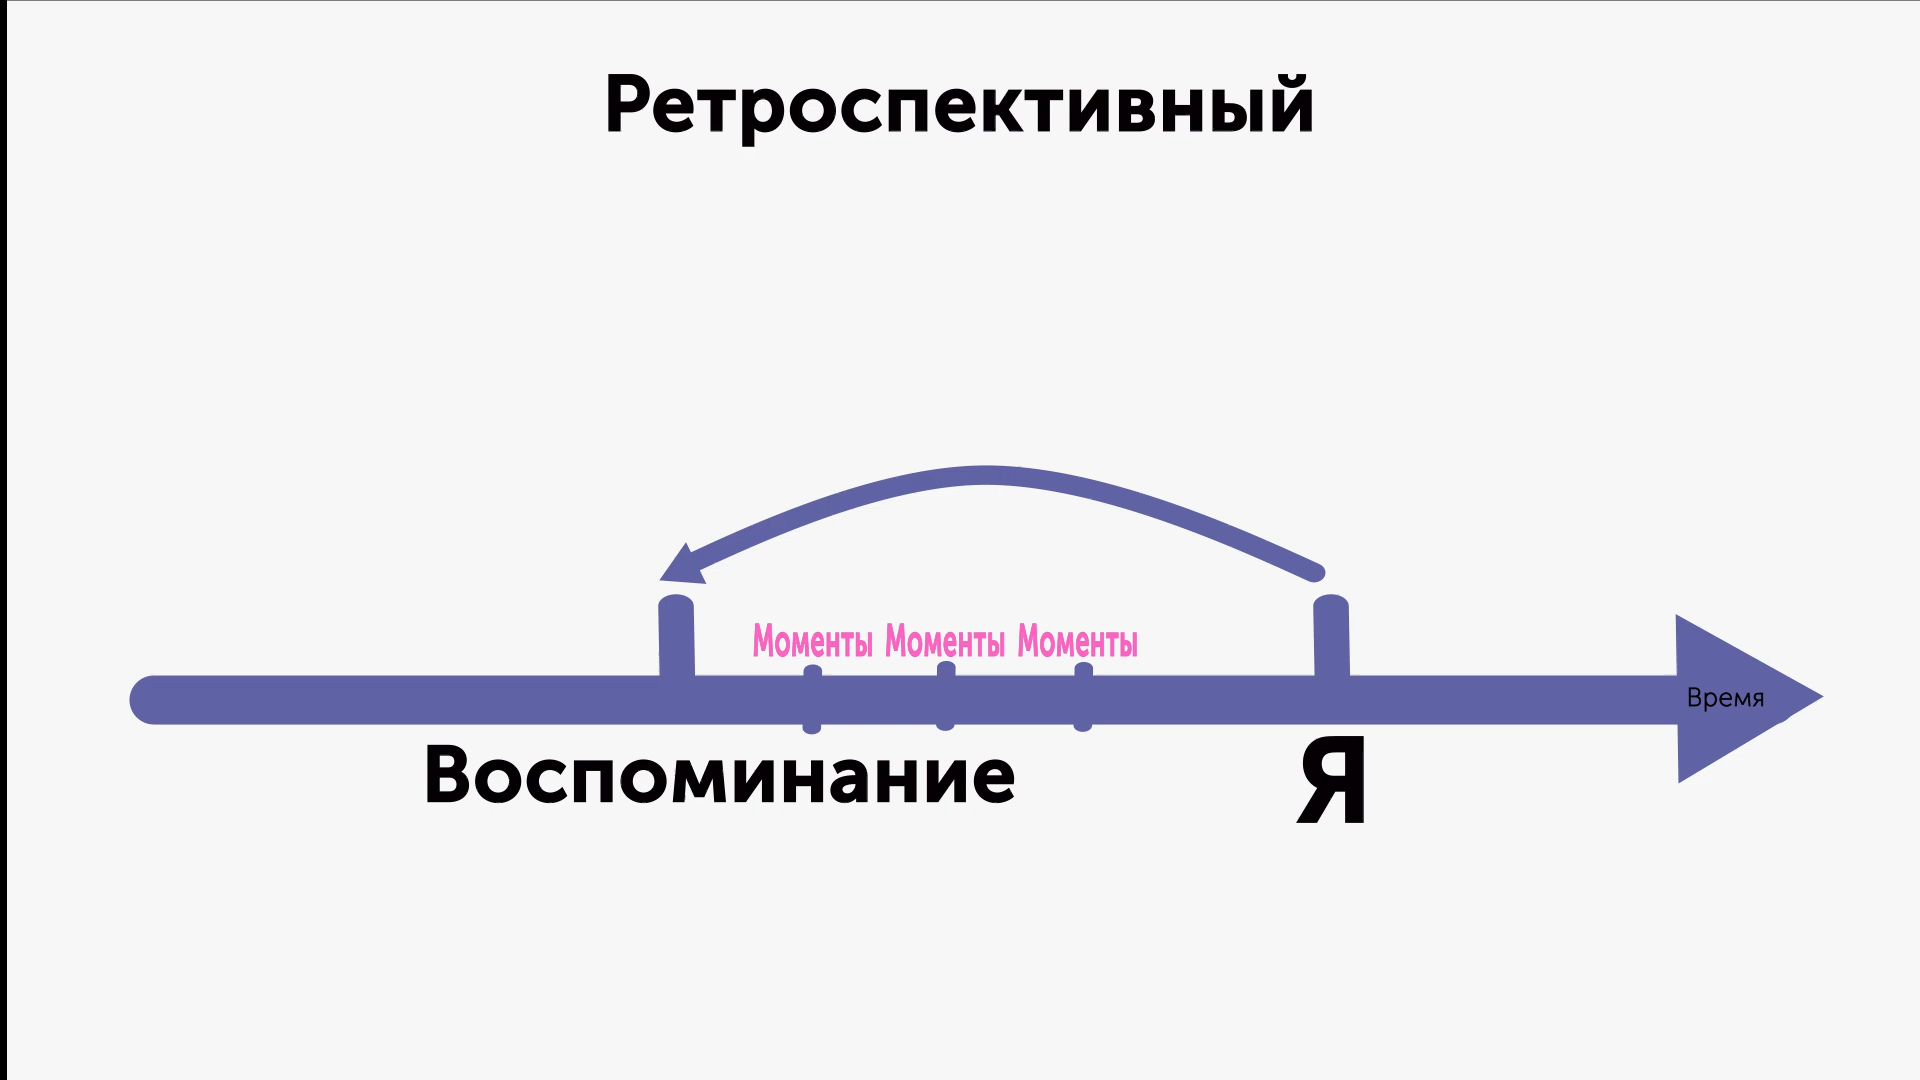 Ретроспективный
Моменты Моменты Моменты
Время
Воспоминание
Я